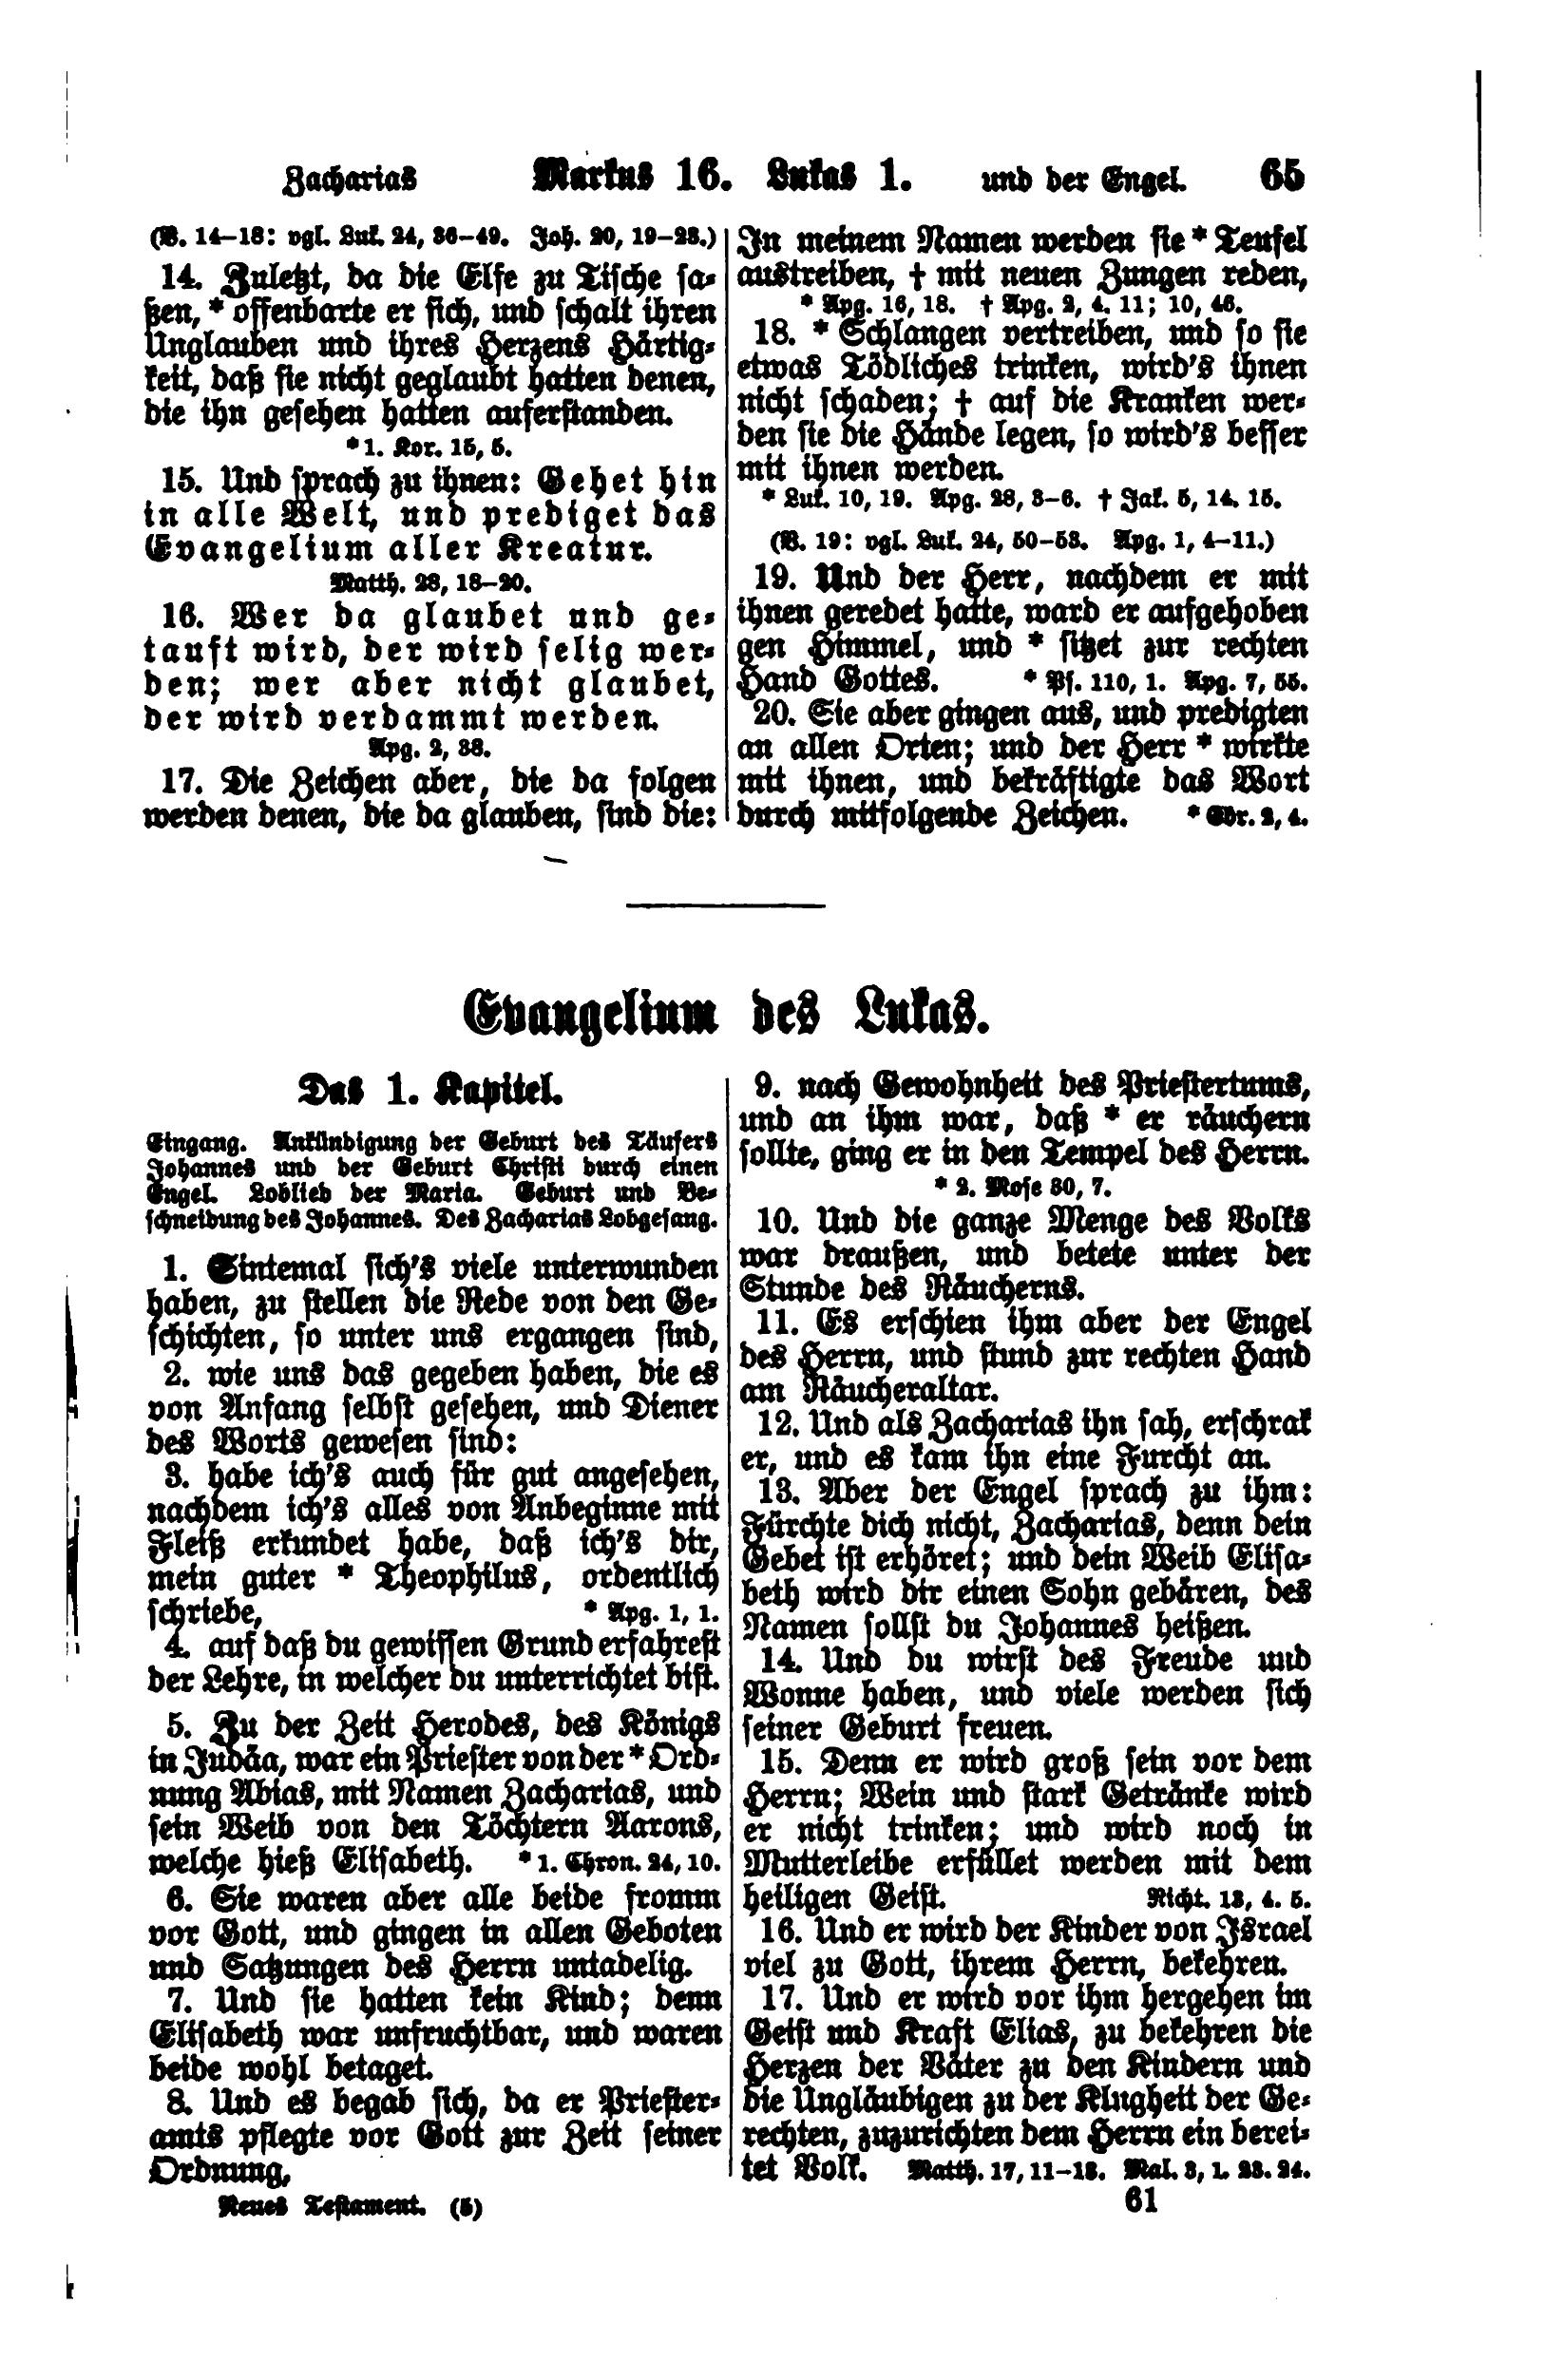 Zacharias Markus 16. Lukas 1. und der Engel. 65
(V. 14–18: vgl. Luk. 24, 36–49. Joh. 20, 19–23.)
14. Zuletzt, da die Elfe zu Tische sa-
ßen, * offenbarte er sich, und schalt ihren
Unglauben und ihres Herzens Härtig-
keit, daß sie nicht geglaubt hatten denen,
die ihn gesehen hatten auferstanden.
* 1. Kor. 15, 5.
15. Und sprach zu ihnen: Gehet hin
in alle Welt, und prediget das
Evangelium aller Kreatur.
Matth. 28, 18–20.
16. Wer da glaubet und ge-
tauft wird, der wird selig wer-
den; wer aber nicht glaubet,
der wird verdammt werden.
Apg. 2, 38.
17. Die Zeichen aber, die da folgen
werden denen, die da glauben, sind die:
In meinem Namen werden sie * Teufel
austreiben, † mit neuen Zungen reden,
* Apg. 16, 18. † Apg. 2, 4. 11; 10, 46.
18. * Schlangen vertreiben, und so sie
etwas Tödliches trinken, wird's ihnen
nicht schaden; † auf die Kranken wer-
den sie die Hände legen, so wird's besser
mit ihnen werden.
* Luk. 10, 19. Apg. 28, 3–6. † Jak. 5, 14. 15.
(V. 19: vgl. Luk. 24, 50–53. Apg. 1, 4–11.)
19. Und der Herr, nachdem er mit
ihnen geredet hatte, ward er aufgehoben
gen Himmel, und * sitzet zur rechten
Hand Gottes. * Ps. 110, 1. Apg. 7, 55.
20. Sie aber gingen aus, und predigten
an allen Orten; und der Herr * wirkte
mit ihnen, und bekräftigte das Wort
durch mitfolgende Zeichen. * Ebr. 2, 4.
Evangelium des Lukas.
Das 1. Kapitel.
Eingang. Ankündigung der Geburt des Täufers
Johannes und der Geburt Christi durch einen
Engel. Loblied der Maria. Geburt und Be-
schneidung des Johannes. Des Zacharias Lobgesang.
1. Sintemal sich's viele unterwunden
haben, zu stellen die Rede von den Ge-
schichten, so unter uns ergangen sind,
2. wie uns das gegeben haben, die es
von Anfang selbst gesehen, und Diener
des Worts gewesen sind:
3. habe ich's auch für gut angesehen,
nachdem ich's alles von Anbeginne mit
Fleiß erkundet habe, daß ich's dir,
mein guter * Theophilus, ordentlich
schriebe, * Apg. 1, 1.
4. auf daß du gewissen Grund erfahrest
der Lehre, in welcher du unterrichtet bist.
5. Zu der Zeit Herodes, des Königs
in Judäa, war ein Priester von der * Ord-
nung Abias, mit Namen Zacharias, und
sein Weib von den Töchtern Aarons,
welche hieß Elisabeth. * 1. Chron. 24, 10.
6. Sie waren aber alle beide fromm
vor Gott, und gingen in allen Geboten
und Satzungen des Herrn untadelig.
7. Und sie hatten kein Kind; denn
Elisabeth war unfruchtbar, und waren
beide wohl betaget.
8. Und es begab sich, da er Priester-
amts pflegte vor Gott zur Zeit seiner
Ordnung,
9. nach Gewohnheit des Priestertums,
und an ihm war, daß * er räuchern
sollte, ging er in den Tempel des Herrn.
* 2. Mose 30, 7.
10. Und die ganze Menge des Volks
war draußen, und betete unter der
Stunde des Räucherns.
11. Es erschien ihm aber der Engel
des Herrn, und stund zur rechten Hand
am Räucheraltar.
12. Und als Zacharias ihn sah, erschrak
er, und es kam ihn eine Furcht an.
13. Aber der Engel sprach zu ihm:
Fürchte dich nicht, Zacharias, denn dein
Gebet ist erhöret; und dein Weib Elisa-
beth wird dir einen Sohn gebären, des
Namen sollst du Johannes heißen.
14. Und du wirst des Freude und
Wonne haben, und viele werden sich
seiner Geburt freuen.
15. Denn er wird groß sein vor dem
Herrn; Wein und stark Getränke wird
er nicht trinken; und wird noch in
Mutterleibe erfüllet werden mit dem
heiligen Geist. Richt. 13, 4. 5.
16. Und er wird der Kinder von Israel
viel zu Gott, ihrem Herrn, bekehren.
17. Und er wird vor ihm hergehen im
Geist und Kraft Elias, zu bekehren die
Herzen der Väter zu den Kindern und
die Ungläubigen zu der Klugheit der Ge-
rechten, zuzurichten dem Herrn ein berei-
tet Volk. Matth. 17, 11–13. Mal. 3, 1. 23. 24.
Neues Testament. (5) 61